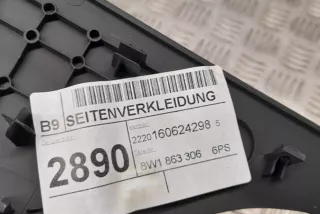 B9 SEITENVERKLEIDUNG
2220160624298 5
2890
8W1 863 306 6PS